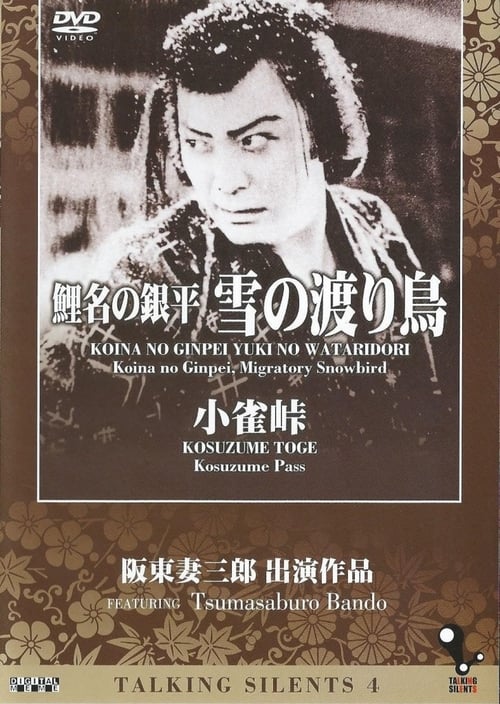 DVD
VIDEO
鯉名の銀平 雪の渡り鳥
KOINA NO GINPEI YUKI NO WATARIDORI
Koina no Ginpei, Migratory Snowbird
小雀峠
KOSUZUME TOGE
Kosuzume Pass
阪東妻三郎 出演作品
FEATURING Tsumasaburo Bando
DIGITAL
MEME
TALKING SILENTS 4
TALKING
SILENTS